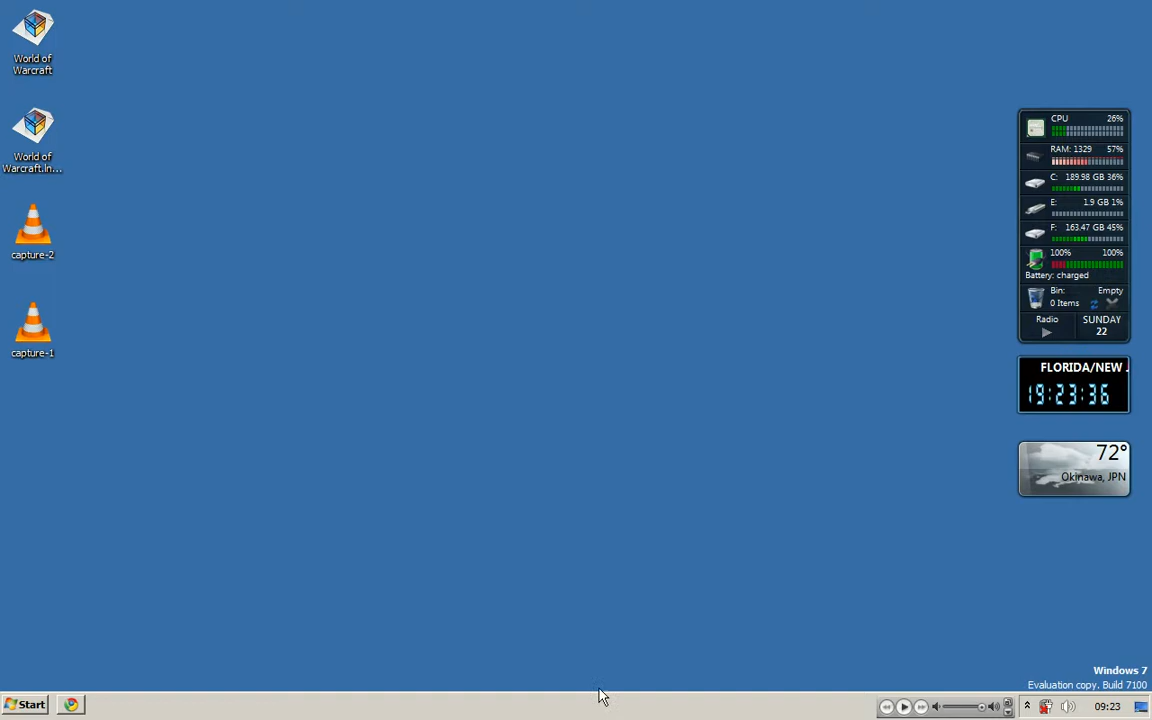 World of
Warcraft
World of
Warcraft.in...
capture-2
capture-1
CPU 26%
RAM: 1329 57%
C: 189.98 GB 36%
E: 1.9 GB 1%
F: 163.47 GB 45%
100% 100%
Battery: charged
Bin: Empty
0 Items
Radio
SUNDAY
22
FLORIDA/NEW .
19:23:36
72°
Okinawa, JPN
Windows 7
Evaluation copy. Build 7100
Start
09:23